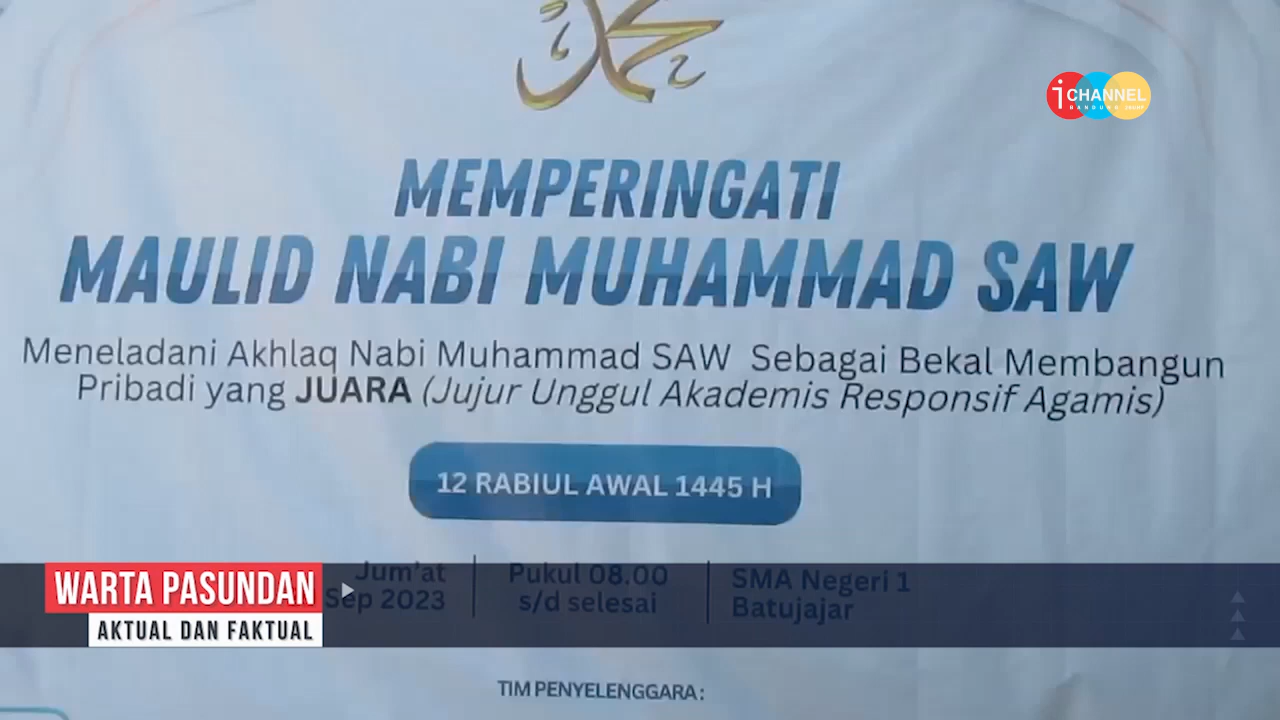 محمد
iCHANNEL
BANDUNG
MEMPERINGATI
MAULID NABI MUHAMMAD SAW
Meneladani Akhlaq Nabi Muhammad SAW Sebagai Bekal Membangun
Pribadi yang JUARA (Jujur Unggul Akademis Responsif Agamis)
12 RABIUL AWAL 1445 H
Jum'at
Sep 2023
Pukul 08.00
s/d selesai
SMA Negeri 1
Batujajar
WARTA PASUNDAN
AKTUAL DAN FAKTUAL
TIM PENYELENGGARA :